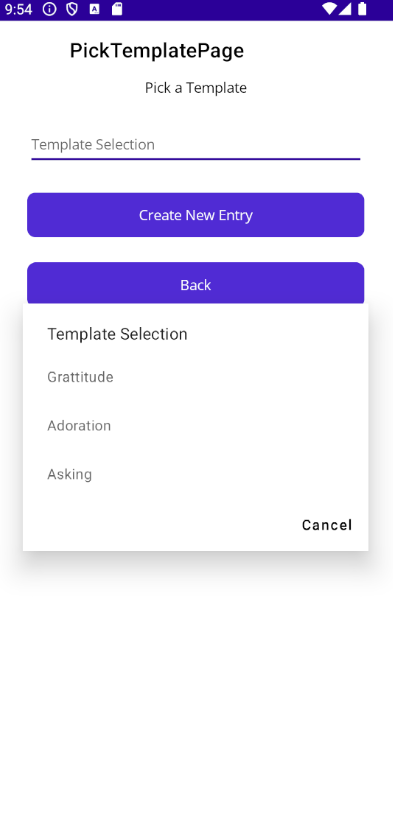 9:54
PickTemplatePage
Pick a Template
Template Selection
Create New Entry
Back
Template Selection
Grattitude
Adoration
Asking
Cancel